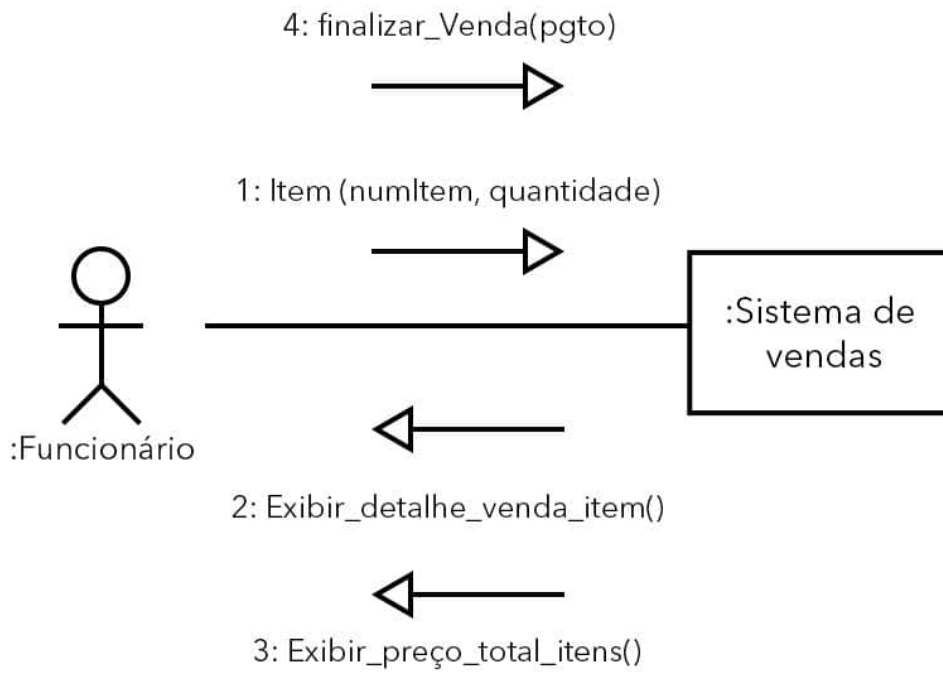 4: finalizar_Venda(pgto)
1: Item (numItem, quantidade)
:Sistema de
vendas
:Funcionário
2: Exibir_detalhe_venda_item()
3: Exibir_preço_total_itens()